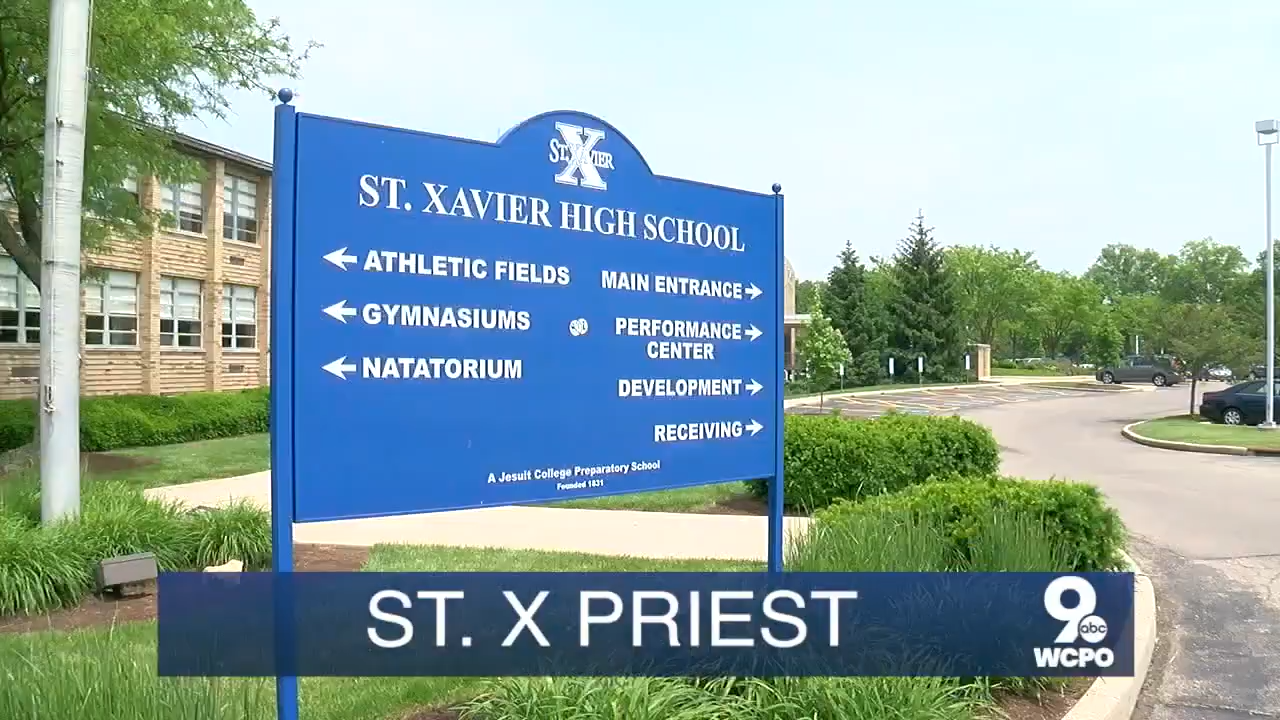 ST. XAVIER
ST. XAVIER HIGH SCHOOL
← ATHLETIC FIELDS
← GYMNASIUMS
← NATATORIUM
MAIN ENTRANCE →
PERFORMANCE →
CENTER
DEVELOPMENT →
RECEIVING →
A Jesuit College Preparatory School
Founded 1831
ST. X PRIEST
9
abc
WCPO